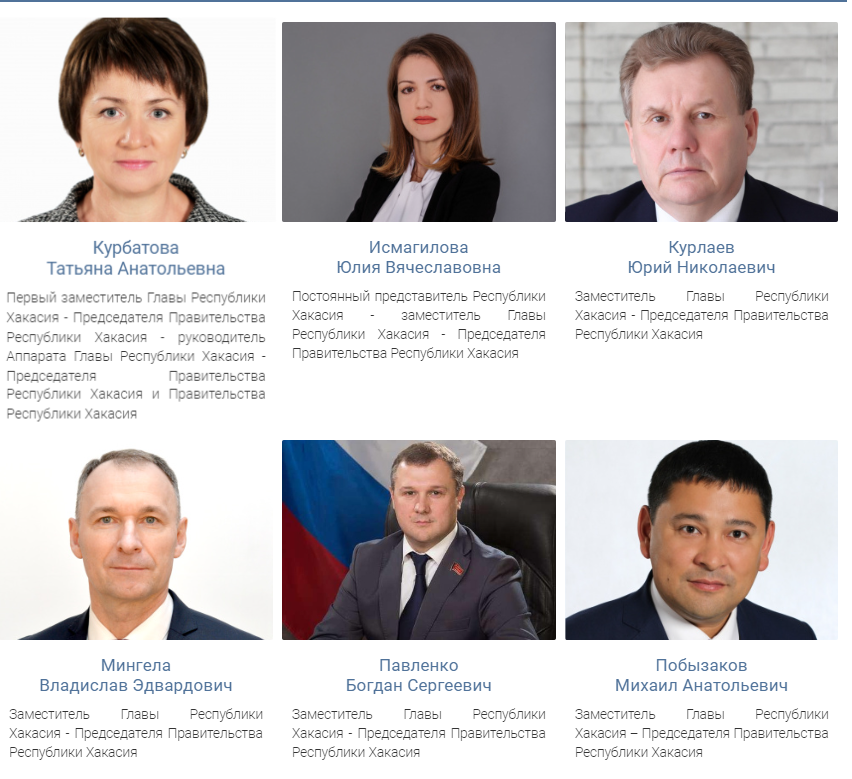 Курбатова
Татьяна Анатольевна
Первый заместитель Главы Республики
Хакасия - Председателя Правительства
Республики Хакасия - руководитель
Аппарата Главы Республики Хакасия -
Председателя Правительства
Республики Хакасия и Правительства
Республики Хакасия
Исмагилова
Юлия Вячеславовна
Постоянный представитель Республики
Хакасия - заместитель Главы
Республики Хакасия - Председателя
Правительства Республики Хакасия
Курлаев
Юрий Николаевич
Заместитель Главы Республики
Хакасия - Председателя Правительства
Республики Хакасия
Мингела
Владислав Эдвардович
Заместитель Главы Республики
Хакасия - Председателя Правительства
Республики Хакасия
Павленко
Богдан Сергеевич
Заместитель Главы Республики
Хакасия - Председателя Правительства
Республики Хакасия
Побызаков
Михаил Анатольевич
Заместитель Главы Республики
Хакасия – Председателя Правительства
Республики Хакасия